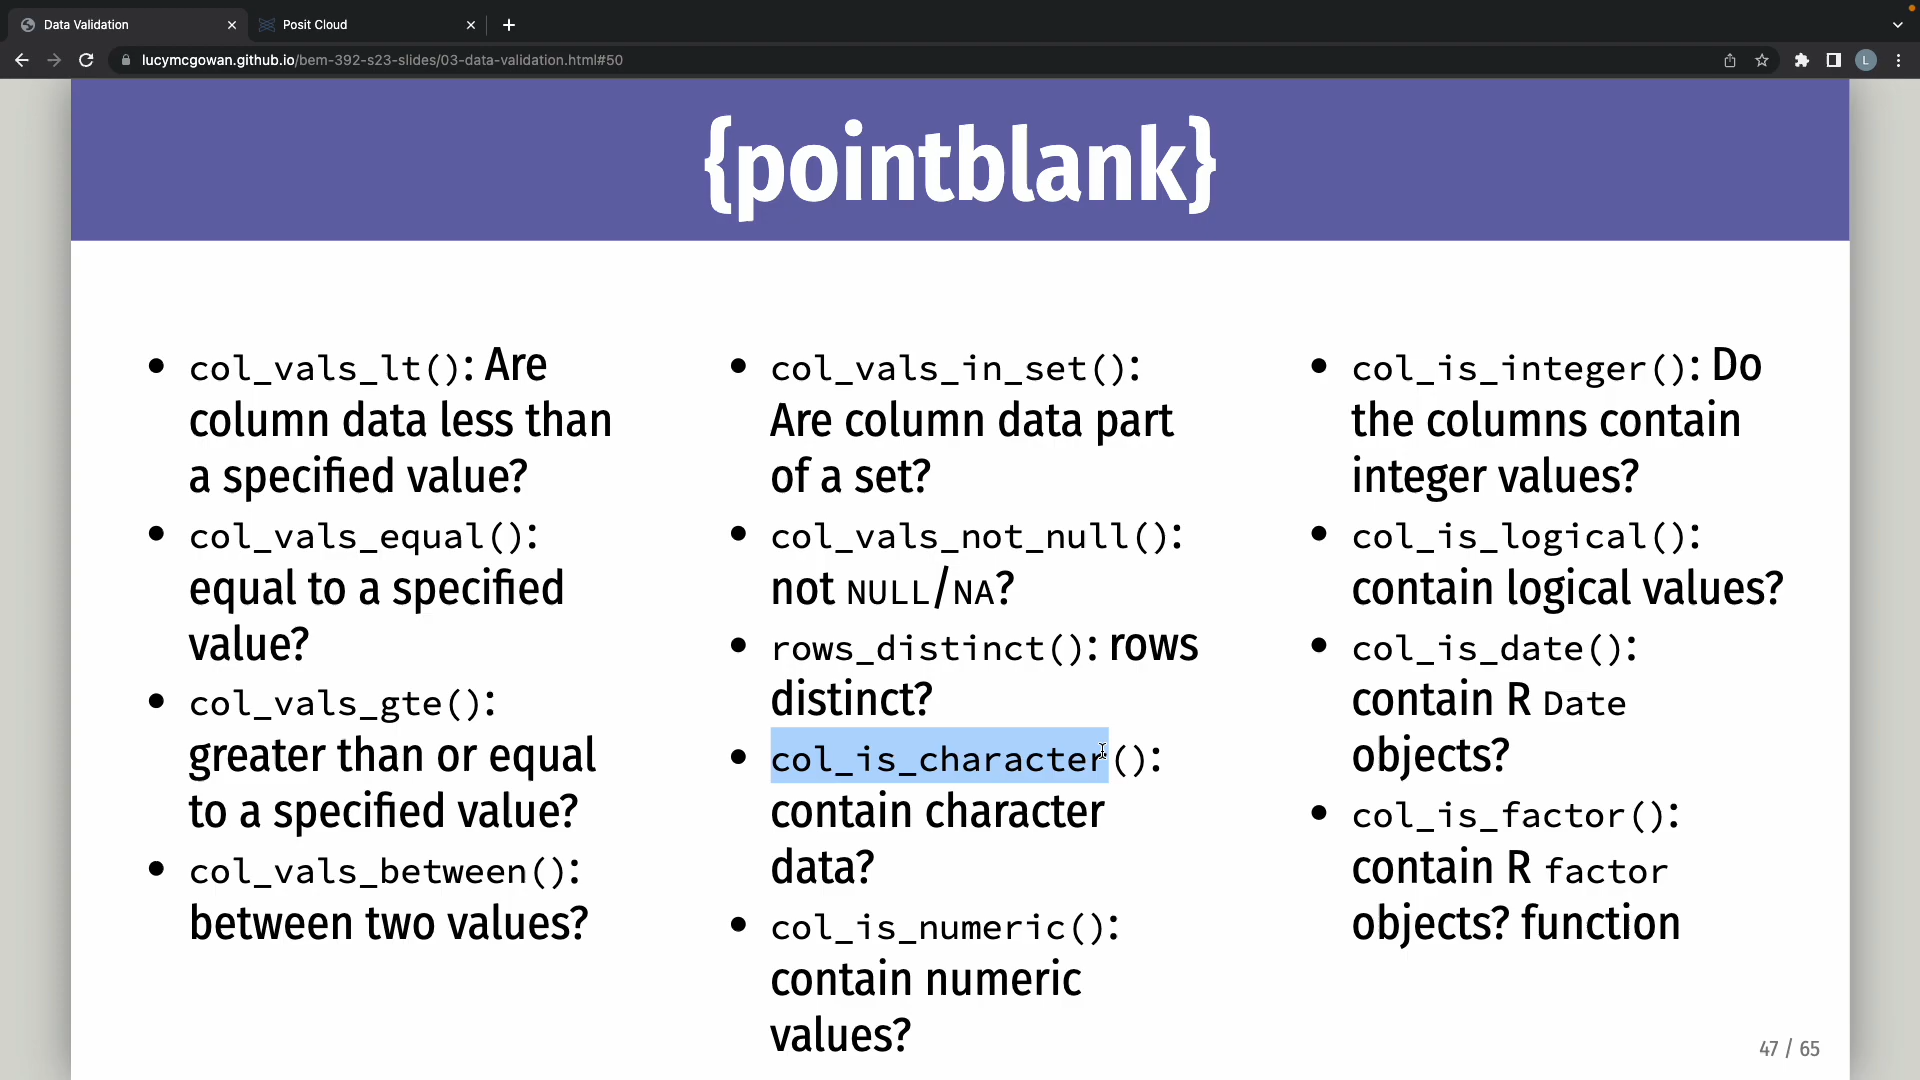 Data Validation
Posit Cloud
lucymcgowan.github.io/bem-392-s23-slides/03-data-validation.html#50
L
{pointblank}
col_vals_lt(): Are
column data less than
a specified value?
col_vals_equal():
equal to a specified
value?
col_vals_gte():
greater than or equal
to a specified value?
col_vals_between():
between two values?
col_vals_in_set():
Are column data part
of a set?
col_vals_not_null():
not NULL/NA?
rows_distinct(): rows
distinct?
col_is_character():
contain character
data?
col_is_numeric():
contain numeric
values?
col_is_integer(): Do
the columns contain
integer values?
col_is_logical():
contain logical values?
col_is_date():
contain R Date
objects?
col_is_factor():
contain R factor
objects? function
47 / 65